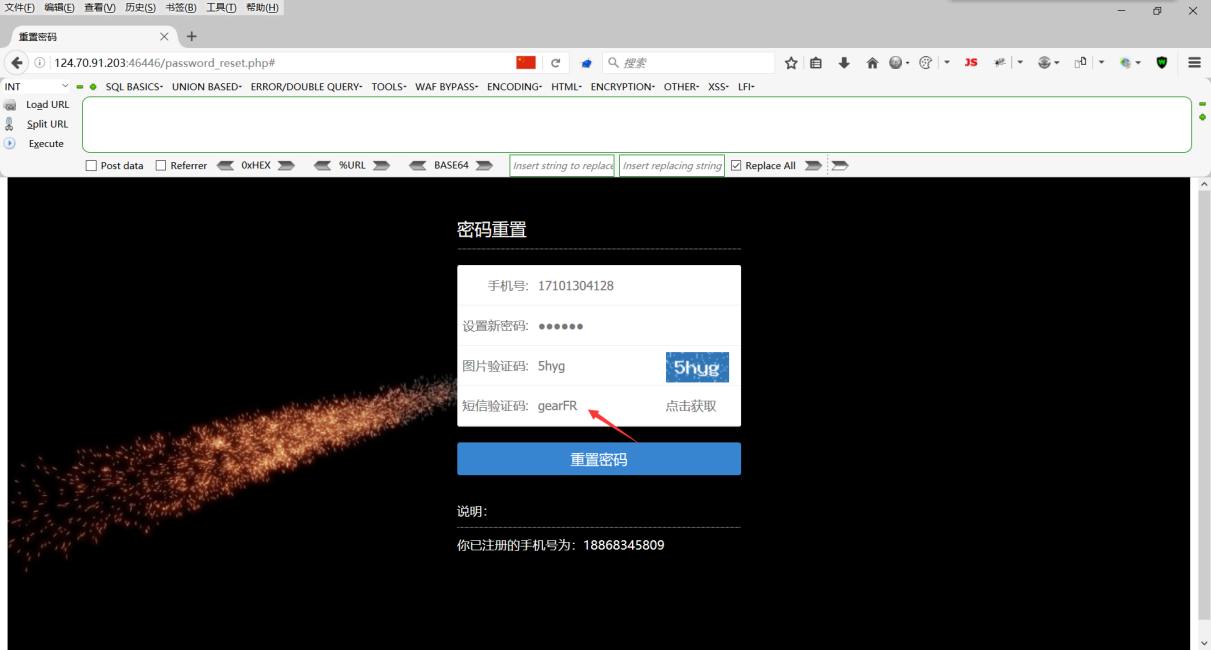 文件(F) 编辑(E) 查看(V) 历史(S) 书签(B) 工具(T) 帮助(H)
重置密码
124.70.91.203:46446/password_reset.php#
搜索
JS
INT
SQL BASICS
UNION BASED
ERROR/DOUBLE QUERY
TOOLS
WAF BYPASS
ENCODING
HTML
ENCRYPTION
OTHER
XSS
LFI
Load URL
Split URL
Execute
Post data
Referrer
0xHEX
%URL
BASE64
Insert string to replace
Insert replacing string
Replace All
密码重置
手机号: 17101304128
设置新密码: ●●●●●●
图片验证码: 5hyg
5hyg
短信验证码: gearFR
点击获取
重置密码
说明:
你已注册的手机号为: 18868345809